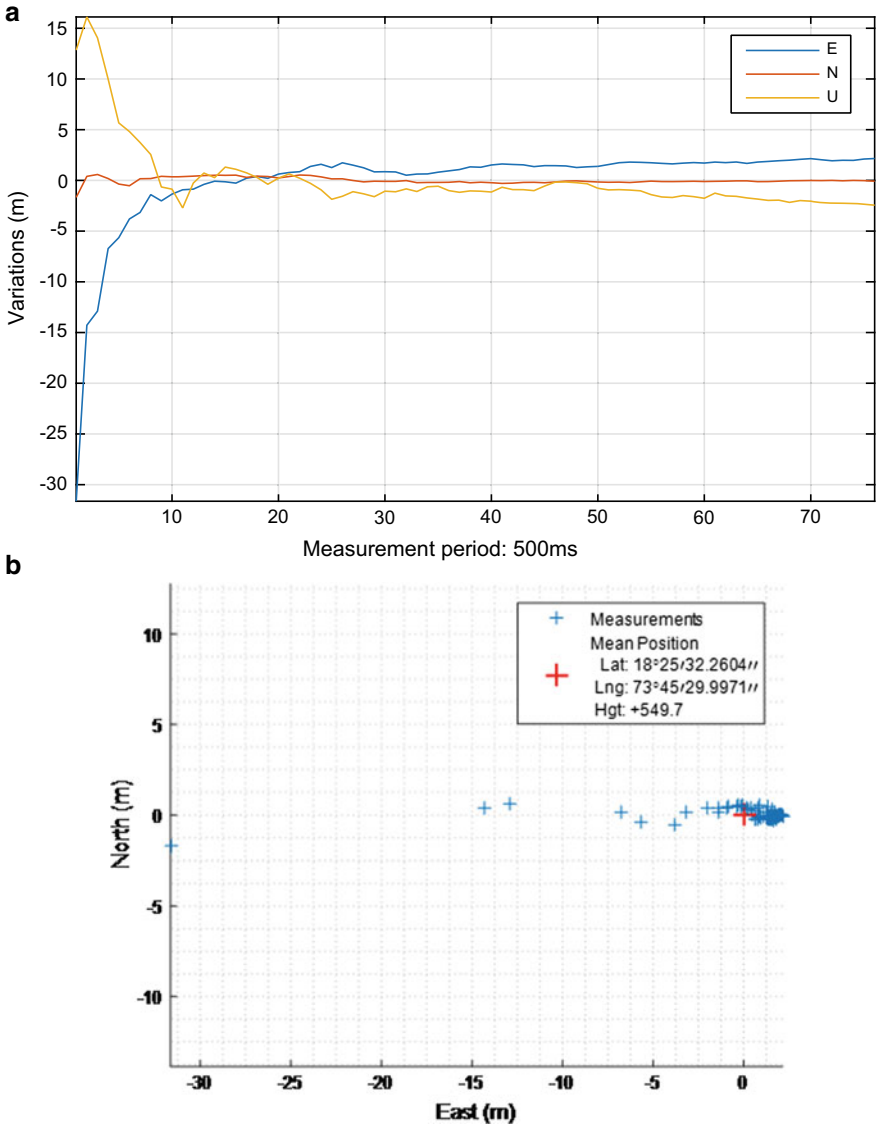 a
15
10
5
0
-5
-10
-15
-20
-25
-30
Variations (m)
E
N
U
10 20 30 40 50 60 70
Measurement period: 500ms
b
10
5
0
-5
-10
North (m)
Measurements
Mean Position
Lat: 18°25′32.2604″
Lng: 73°45′29.9971″
Hgt: +549.7
-30 -25 -20 -15 -10 -5 0
East (m)